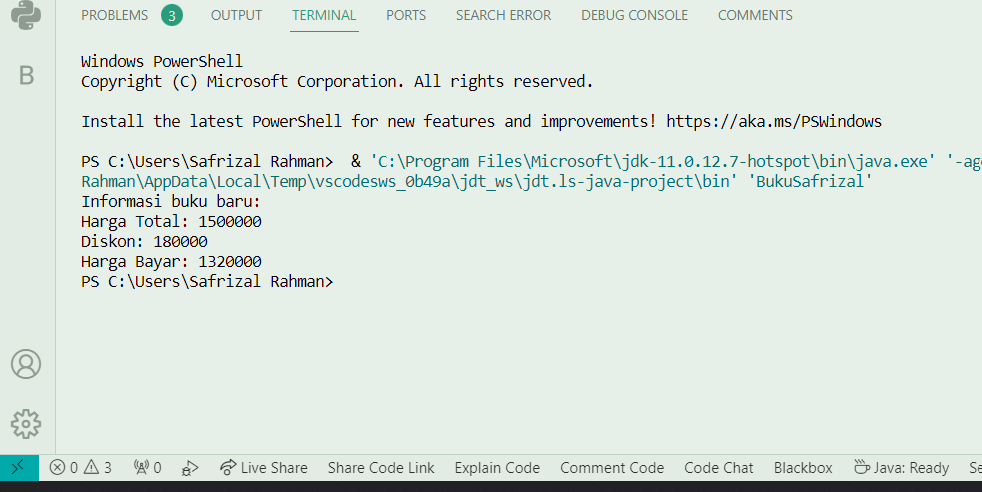 PROBLEMS 3 OUTPUT TERMINAL PORTS SEARCH ERROR DEBUG CONSOLE COMMENTS
Windows PowerShell
Copyright (C) Microsoft Corporation. All rights reserved.
Install the latest PowerShell for new features and improvements! https://aka.ms/PSWindows
PS C:\Users\Safrizal Rahman>  & 'C:\Program Files\Microsoft\jdk-11.0.12.7-hotspot\bin\java.exe' '-age
Rahman\AppData\Local\Temp\vscodesws_0b49a\jdt_ws\jdt.ls-java-project\bin' 'BukuSafrizal'
Informasi buku baru:
Harga Total: 1500000
Diskon: 180000
Harga Bayar: 1320000
PS C:\Users\Safrizal Rahman>
B
0 3 0 Live Share Share Code Link Explain Code Comment Code Code Chat Blackbox Java: Ready Se